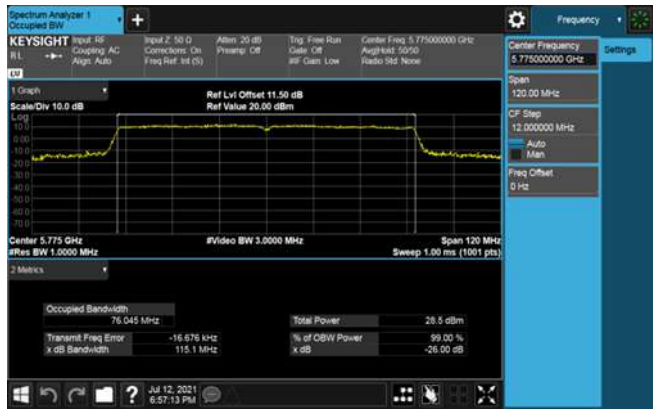 Spectrum Analyzer 1
Occupied BW
Frequency
KEYSIGHT
Input: RF
Coupling: AC
Align: Auto
Input Z: 50 Ω
Corrections: On
Freq Ref: Int (S)
Atten: 20 dB
Preamp: Off
Trig: Free Run
Gate: Off
#IF Gain: Low
Center Freq: 5.775000000 GHz
Avg|Hold: 50/50
Radio Std: None
Center Frequency
5.775000000 GHz
Settings
Span
120.00 MHz
CF Step
12.000000 MHz
Auto
Man
Freq Offset
0 Hz
1 Graph
Scale/Div 10.0 dB
Ref Lvl Offset 11.50 dB
Ref Value 20.00 dBm
Log
10.0
0.00
-10.0
-20.0
-30.0
-40.0
-50.0
-60.0
-70.0
Center 5.775 GHz
#Video BW 3.0000 MHz
Span 120 MHz
#Res BW 1.0000 MHz
Sweep 1.00 ms (1001 pts)
2 Metrics
Occupied Bandwidth
76.045 MHz
Total Power
28.5 dBm
Transmit Freq Error
-16.676 kHz
% of OBW Power
99.00 %
x dB Bandwidth
115.1 MHz
x dB
-26.00 dB
Jul 12, 2021
6:57:13 PM